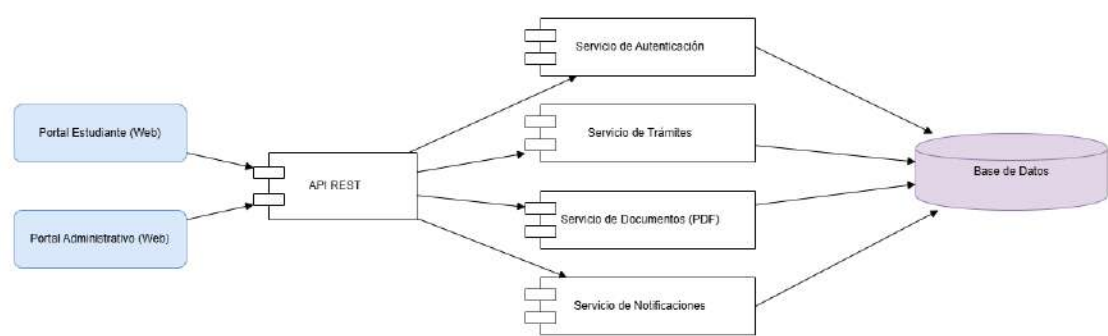 Servicio de Autenticación
Portal Estudiante (Web)
Servicio de Trámites
API REST
Base de Datos
Portal Administrativo (Web)
Servicio de Documentos (PDF)
Servicio de Notificaciones